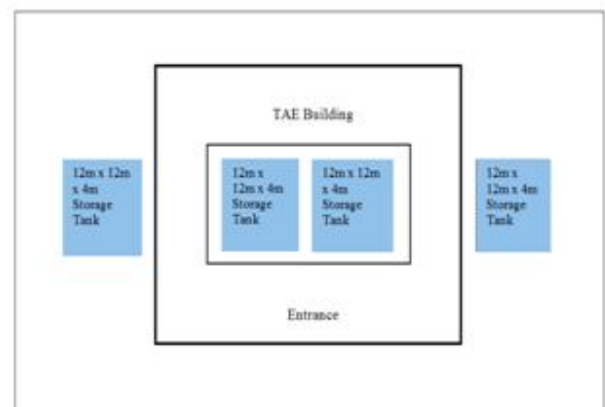 TAE Building
12m x 12m
x 4m
Storage
Tank
12m x
12m x 4m
Storage
Tank
12m x 12m
x 4m
Storage
Tank
12m x
12m x 4m
Storage
Tank
Entrance